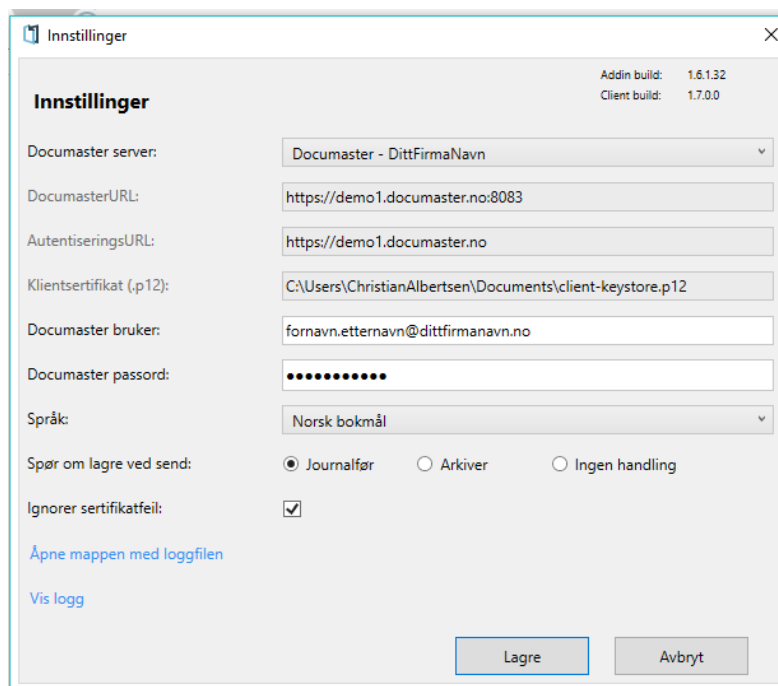 Innstillinger
Addin build: 1.6.1.32
Client build: 1.7.0.0
Innstillinger
Documaster server: Documaster - DittFirmaNavn
DocumasterURL: https://demo1.documaster.no:8083
AutentiseringsURL: https://demo1.documaster.no
Klientsertifikat (.p12): C:\Users\ChristianAlbertsen\Documents\client-keystore.p12
Documaster bruker: fornavn.etternavn@dittfirmanavn.no
Documaster passord: ●●●●●●●●●●●
Språk: Norsk bokmål
Spør om lagre ved send: Journalfør Arkiver Ingen handling
Ignorer sertifikatfeil:
Åpne mappen med loggfilen
Vis logg
Lagre Avbryt